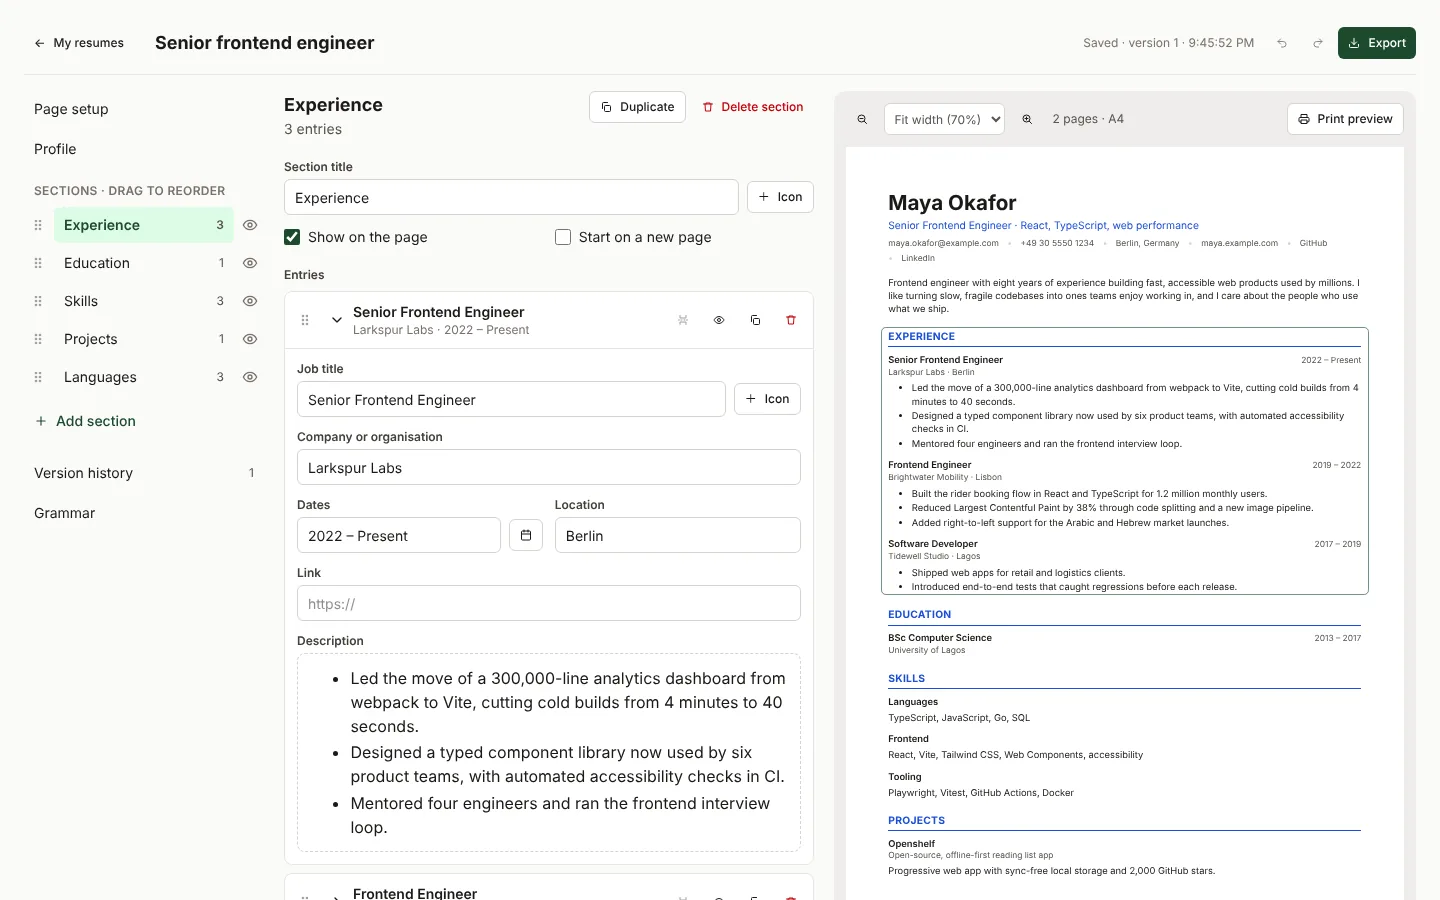 My resumes
Senior frontend engineer
Saved · version 1 · 9:45:52 PM
Export
Page setup
Profile
SECTIONS · DRAG TO REORDER
Experience 3
Education 1
Skills 3
Projects 1
Languages 3
Add section
Version history 1
Grammar
Experience
3 entries
Duplicate
Delete section
Section title
Experience
Icon
Show on the page
Start on a new page
Entries
Senior Frontend Engineer
Larkspur Labs · 2022 – Present
Job title
Senior Frontend Engineer
Icon
Company or organisation
Larkspur Labs
Dates
Location
2022 – Present
Berlin
Link
https://
Description
• Led the move of a 300,000-line analytics dashboard from
webpack to Vite, cutting cold builds from 4 minutes to 40
seconds.
• Designed a typed component library now used by six
product teams, with automated accessibility checks in CI.
• Mentored four engineers and ran the frontend interview
loop.
Frontend Engineer
Fit width (70%)
2 pages · A4
Print preview
Maya Okafor
Senior Frontend Engineer · React, TypeScript, web performance
maya.okafor@example.com • +49 30 5550 1234 • Berlin, Germany • maya.example.com • GitHub
• LinkedIn
Frontend engineer with eight years of experience building fast, accessible web products used by millions. I
like turning slow, fragile codebases into ones teams enjoy working in, and I care about the people who use
what we ship.
EXPERIENCE
Senior Frontend Engineer 2022 – Present
Larkspur Labs · Berlin
• Led the move of a 300,000-line analytics dashboard from webpack to Vite, cutting cold builds from 4
minutes to 40 seconds.
• Designed a typed component library now used by six product teams, with automated accessibility
checks in CI.
• Mentored four engineers and ran the frontend interview loop.
Frontend Engineer 2019 – 2022
Brightwater Mobility · Lisbon
• Built the rider booking flow in React and TypeScript for 1.2 million monthly users.
• Reduced Largest Contentful Paint by 38% through code splitting and a new image pipeline.
• Added right-to-left support for the Arabic and Hebrew market launches.
Software Developer 2017 – 2019
Tidewell Studio · Lagos
• Shipped web apps for retail and logistics clients.
• Introduced end-to-end tests that caught regressions before each release.
EDUCATION
BSc Computer Science 2013 – 2017
University of Lagos
SKILLS
Languages
TypeScript, JavaScript, Go, SQL
Frontend
React, Vite, Tailwind CSS, Web Components, accessibility
Tooling
Playwright, Vitest, GitHub Actions, Docker
PROJECTS
Openshelf
Open-source, offline-first reading list app
Progressive web app with sync-free local storage and 2,000 GitHub stars.